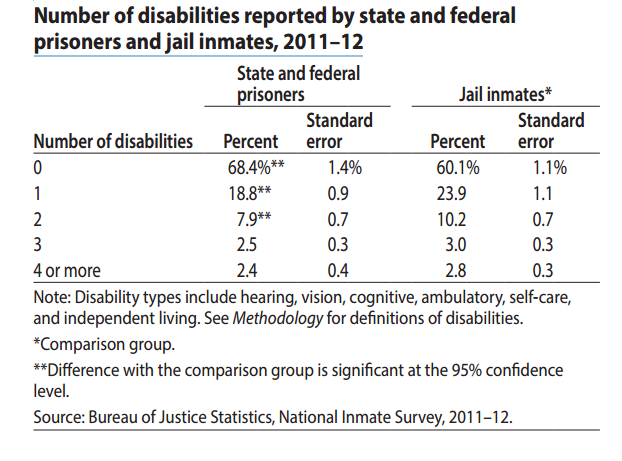 Number of disabilities reported by state and federal
prisoners and jail inmates, 2011–12
State and federal
prisoners Jail inmates*
Standard Standard
Number of disabilities Percent error Percent error
0 68.4%** 1.4% 60.1% 1.1%
1 18.8** 0.9 23.9 1.1
2 7.9** 0.7 10.2 0.7
3 2.5 0.3 3.0 0.3
4 or more 2.4 0.4 2.8 0.3
Note: Disability types include hearing, vision, cognitive, ambulatory, self-care,
and independent living. See Methodology for definitions of disabilities.
*Comparison group.
**Difference with the comparison group is significant at the 95% confidence
level.
Source: Bureau of Justice Statistics, National Inmate Survey, 2011–12.